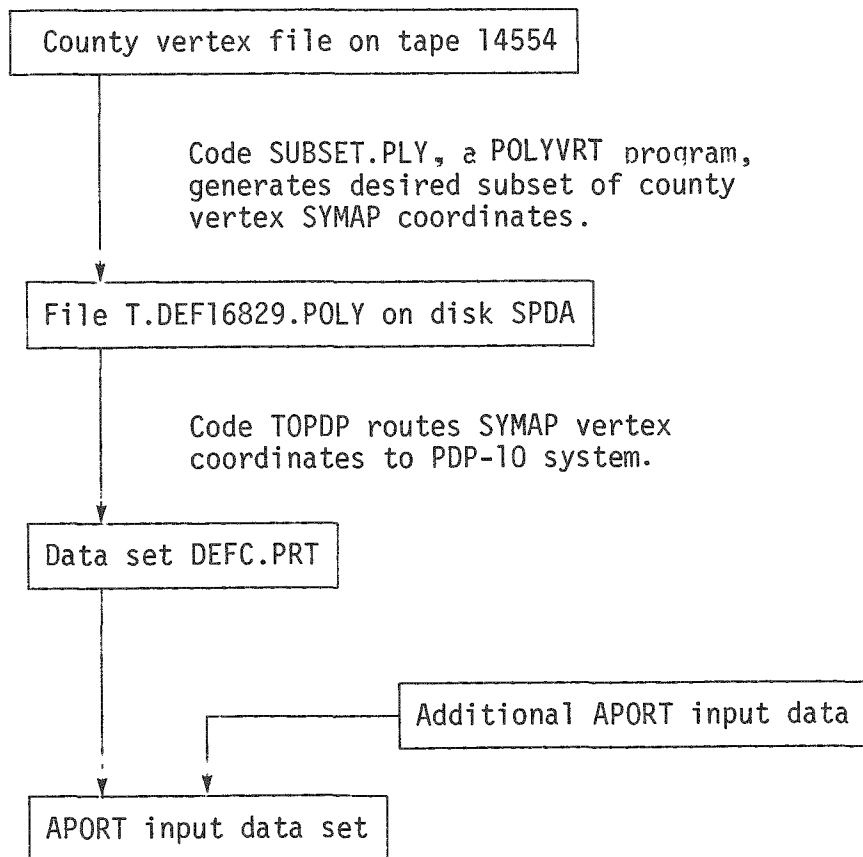 County vertex file on tape 14554
Code SUBSET.PLY, a POLYVRT program,
generates desired subset of county
vertex SYMAP coordinates.
File T.DEF16829.POLY on disk SPDA
Code TOPDP routes SYMAP vertex
coordinates to PDP-10 system.
Data set DEFC.PRT
Additional APORT input data
APORT input data set